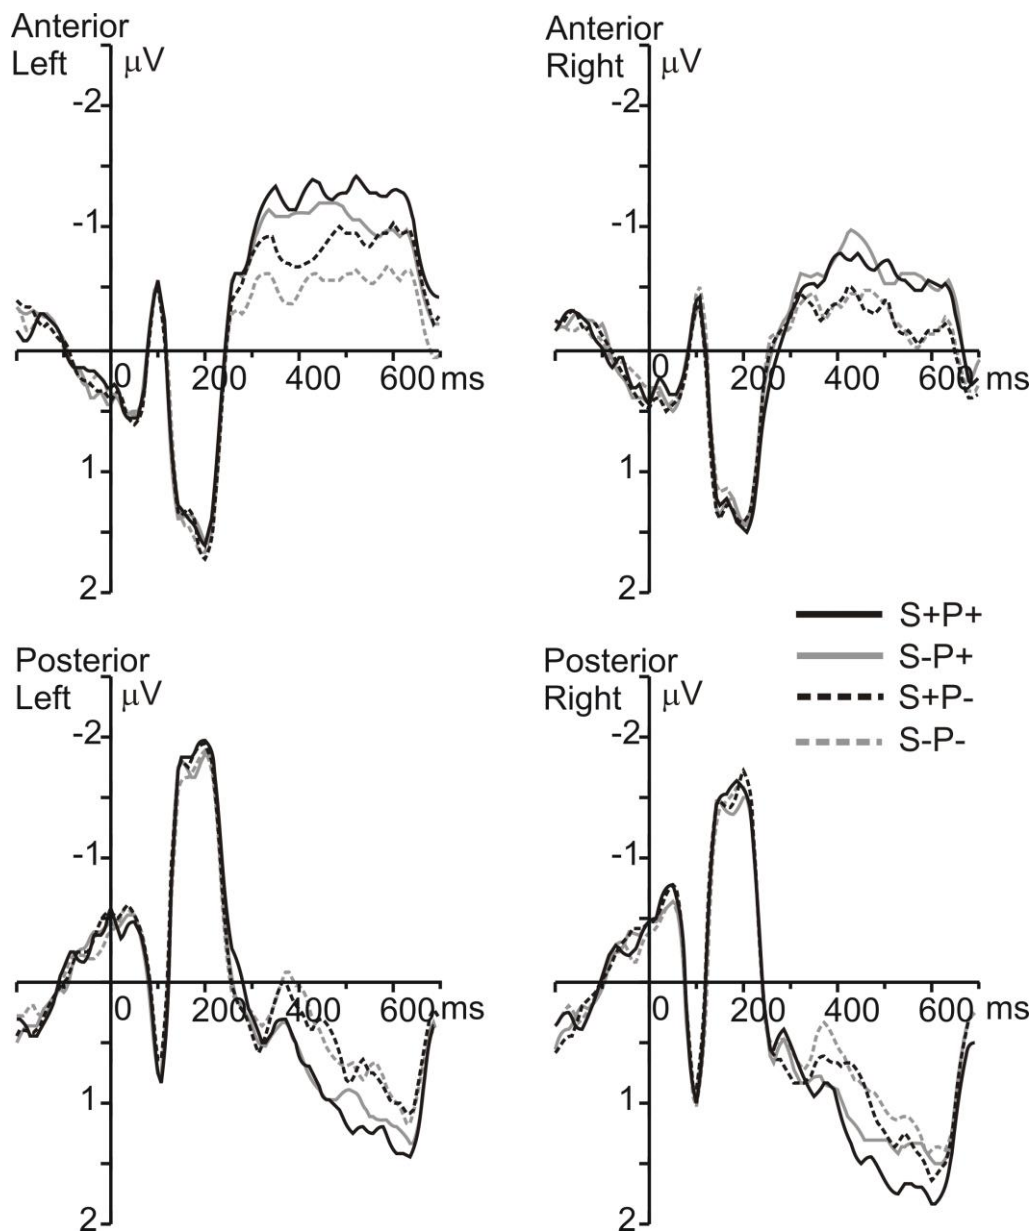 Anterior
Left
μV
-2
-1
0
200
400
600 ms
1
2
Anterior
Right
μV
-2
-1
0
200
400
600 ms
1
2
S+P+
S-P+
S+P-
S-P-
Posterior
Left
μV
-2
-1
0
200
400
600 ms
1
2
Posterior
Right
μV
-2
-1
0
200
400
600 ms
1
2